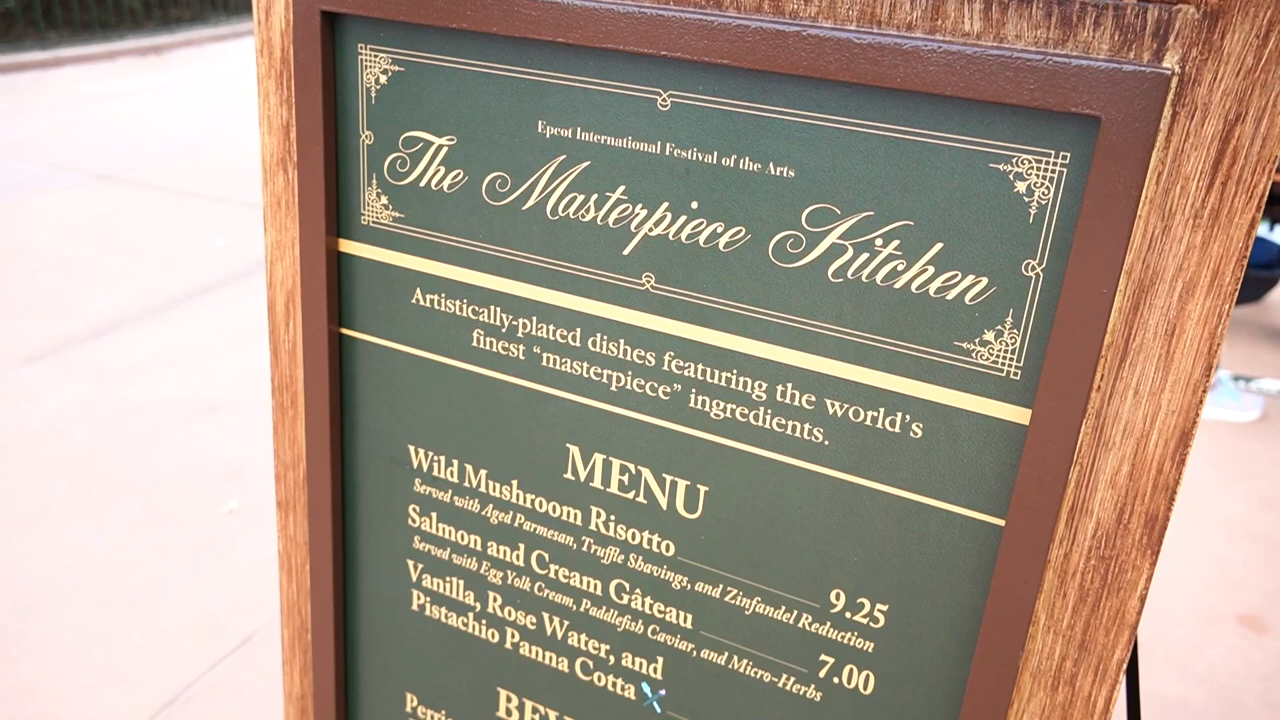 Epcot International Festival of the Arts
The Masterpiece Kitchen
Artistically-plated dishes featuring the world's
finest “masterpiece” ingredients.
MENU
Wild Mushroom Risotto 9.25
Served with Aged Parmesan, Truffle Shavings, and Zinfandel Reduction
Salmon and Cream Gâteau 7.00
Served with Egg Yolk Cream, Paddlefish Caviar, and Micro-Herbs
Vanilla, Rose Water, and
Pistachio Panna Cotta